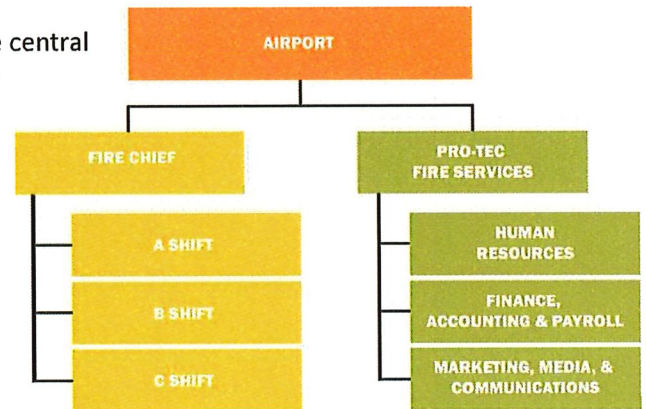 central
AIRPORT
FIRE CHIEF
A SHIFT
B SHIFT
C SHIFT
PRO-TEC
FIRE SERVICES
HUMAN
RESOURCES
FINANCE,
ACCOUNTING & PAYROLL
MARKETING, MEDIA, &
COMMUNICATIONS